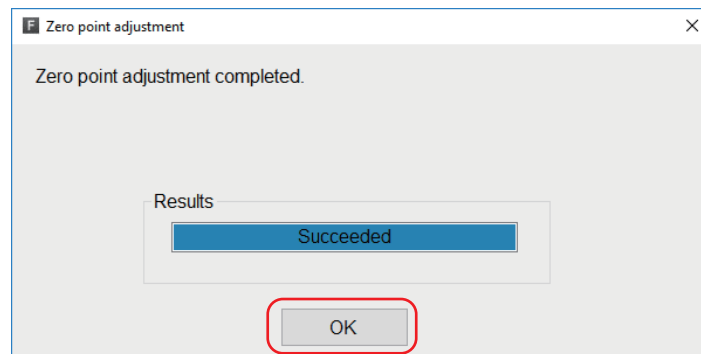 F Zero point adjustment
Zero point adjustment completed.
Results
Succeeded
OK